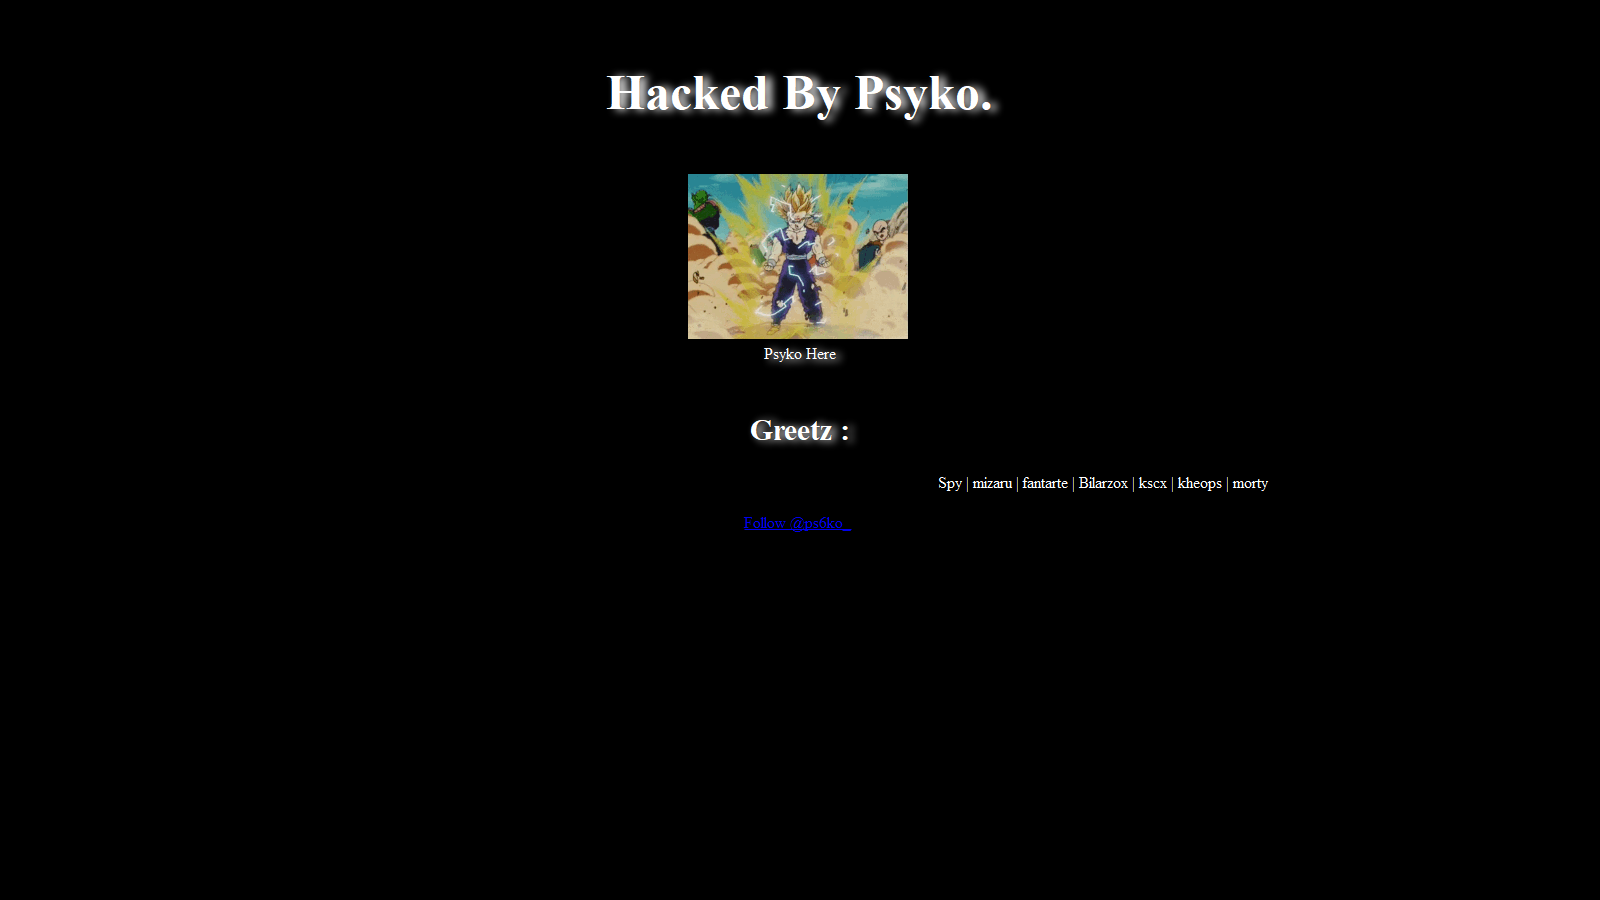 Hacked By Psyko.
Psyko Here
Greetz :
Spy | mizaru | fantarte | Bilarzox | kscx | kheops | morty
Follow @ps6ko_